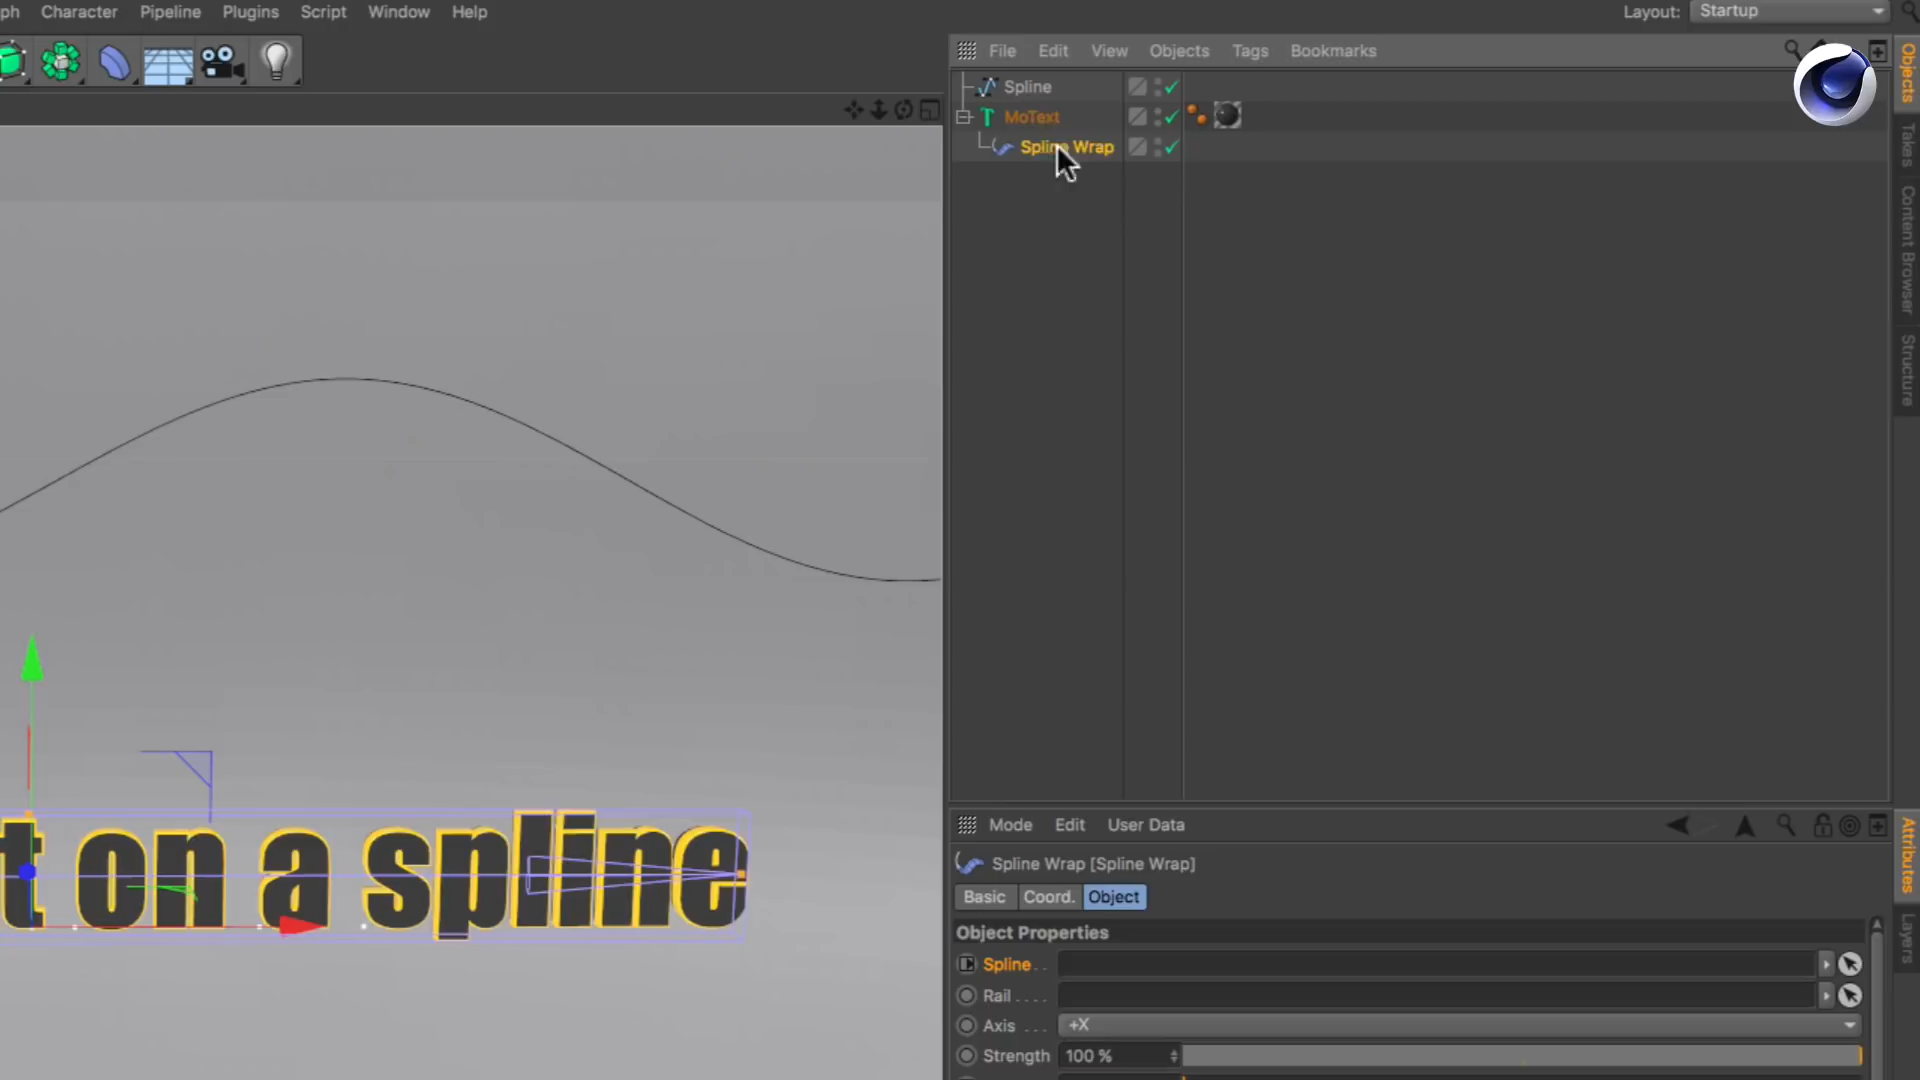 ph Character Pipeline Plugins Script Window Help
Layout: Startup
File Edit View Objects Tags Bookmarks
Spline
MoText
Spline Wrap
Objects
Takes
Content Browser
Structure
t on a spline
Mode Edit User Data
Spline Wrap [Spline Wrap]
Basic Coord. Object
Object Properties
Spline . .
Rail . . . .
Axis . . . +X
Strength 100 %
Attributes
Layers